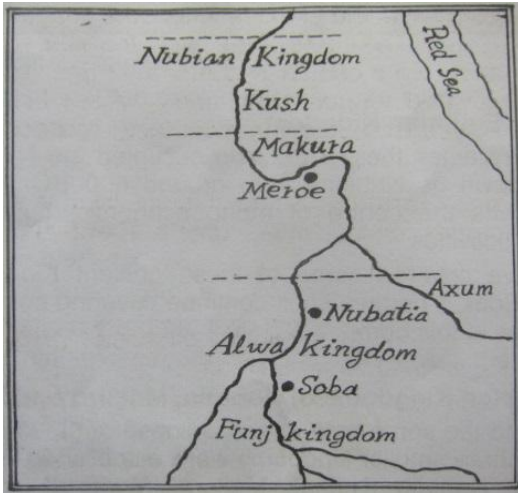 Red Sea
Nubian Kingdom
Kush
Makura
Meroe
Axum
Nubatia
Alwa Kingdom
Soba
Funj kingdom